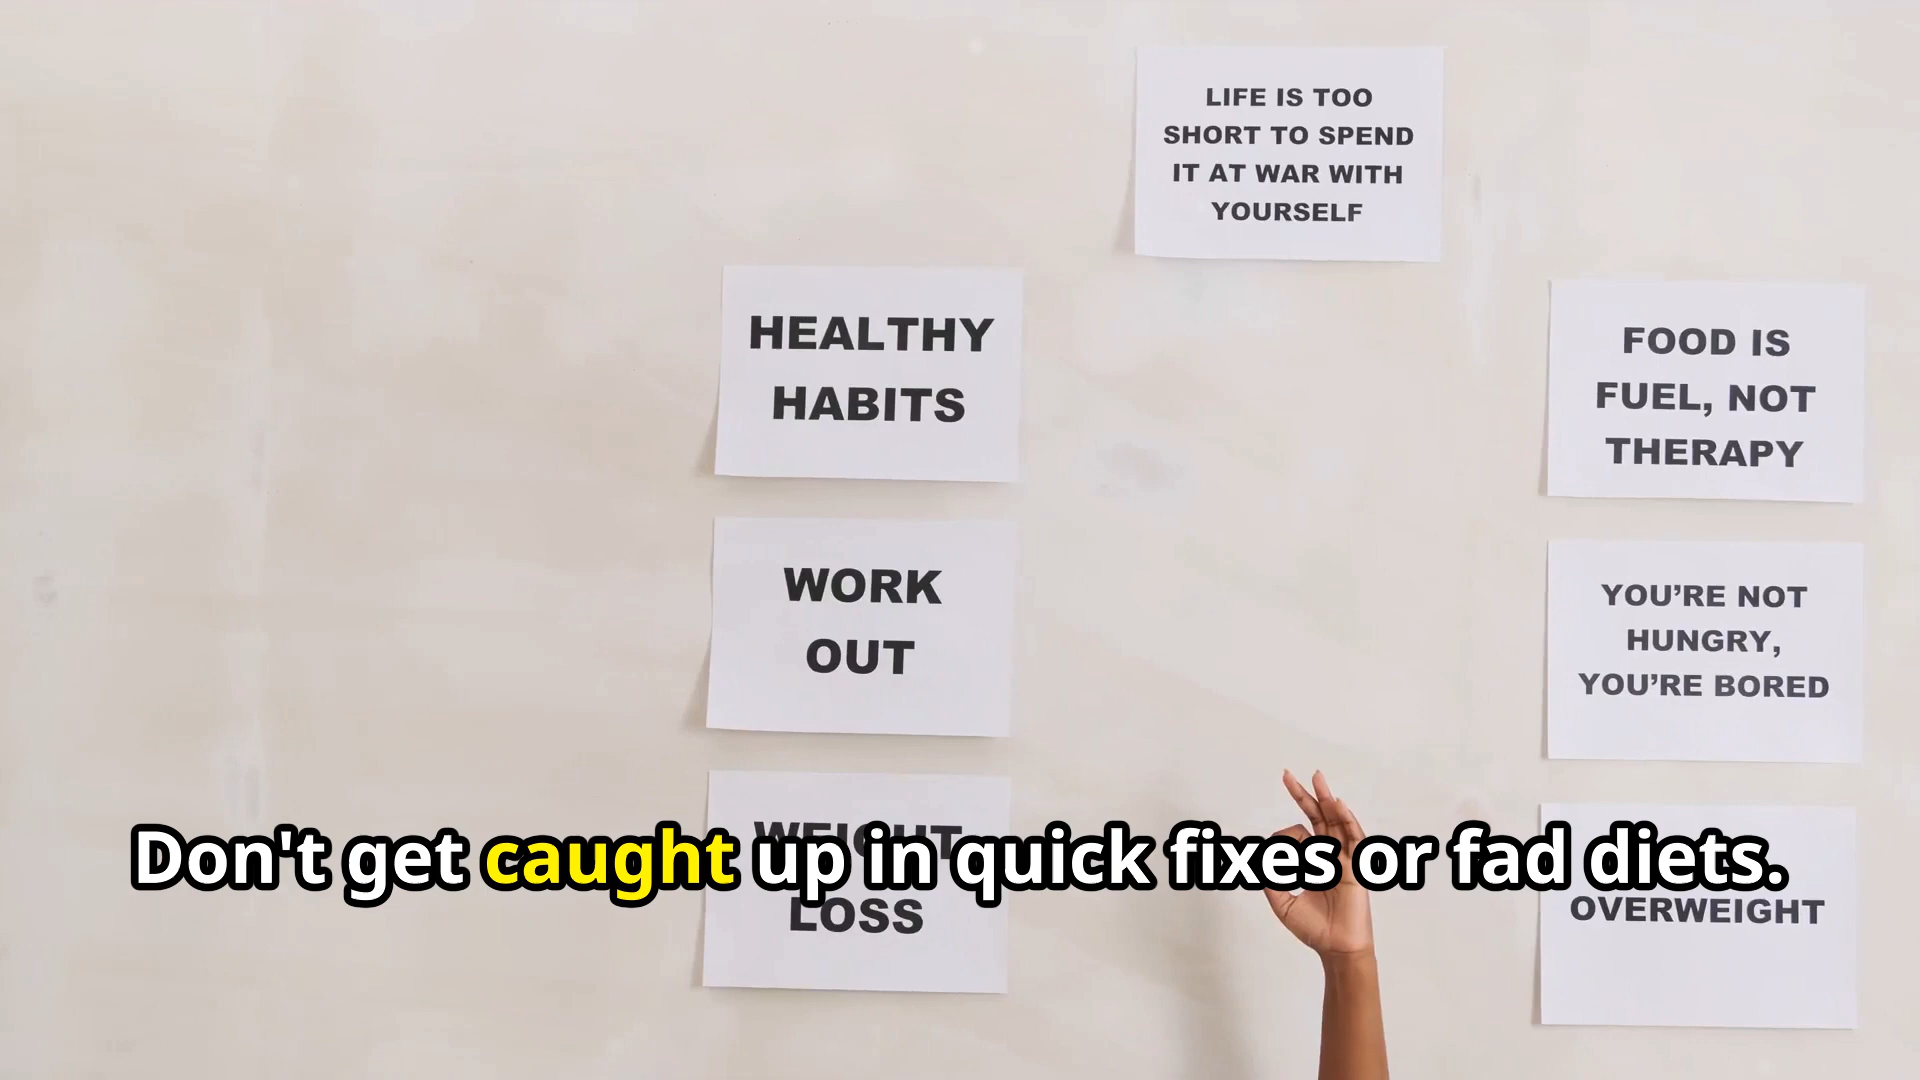 LIFE IS TOO
SHORT TO SPEND
IT AT WAR WITH
YOURSELF
HEALTHY
HABITS
FOOD IS
FUEL, NOT
THERAPY
WORK
OUT
YOU'RE NOT
HUNGRY,
YOU'RE BORED
WEIGHT
LOSS
OVERWEIGHT
Don't get caught up in quick fixes or fad diets.